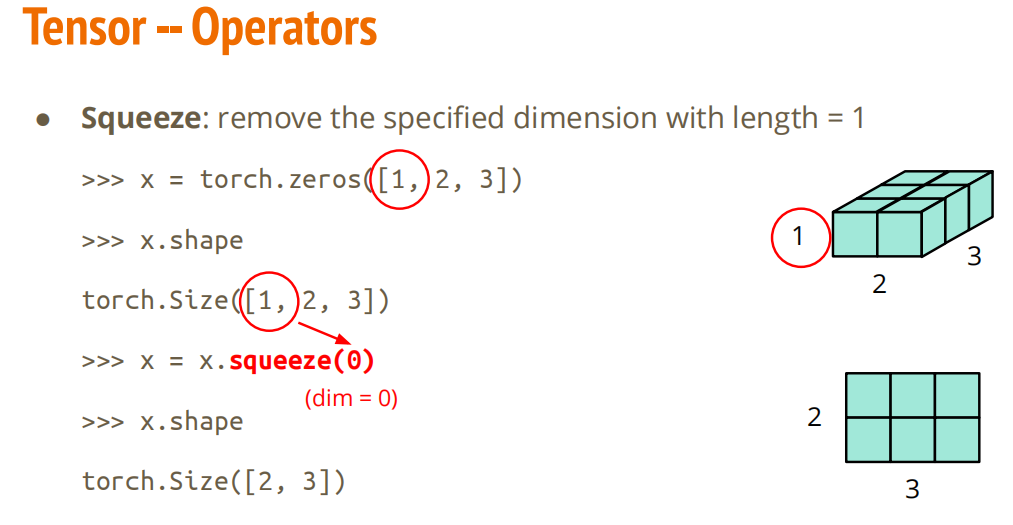 Tensor -- Operators
● Squeeze: remove the specified dimension with length = 1
>>> x = torch.zeros([1, 2, 3])
>>> x.shape
torch.Size([1, 2, 3])
>>> x = x.squeeze(0)
(dim = 0)
>>> x.shape
torch.Size([2, 3])
1
2
3
2
3